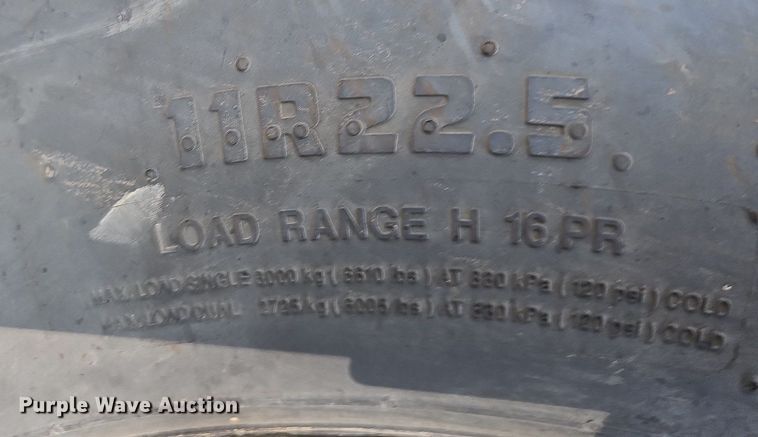 11R22.5
LOAD RANGE H 16 PR
MAX. LOAD SINGLE 3000 kg ( 6610 lbs ) AT 830 kPa ( 120 psi ) COLD
MAX. LOAD DUAL 2725 kg ( 6005 lbs ) AT 830 kPa ( 120 psi ) COLD
Purple Wave Auction